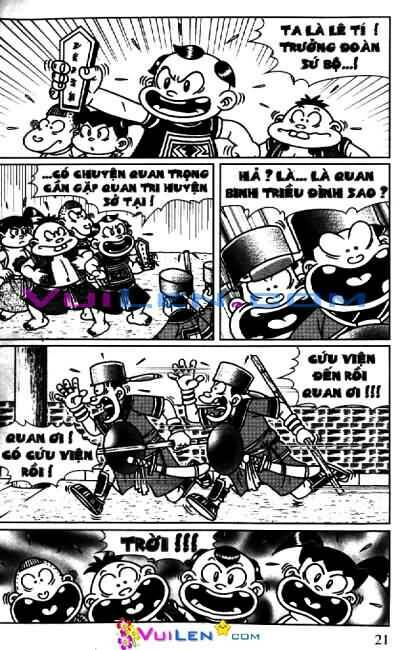 TA LÀ LÊ TÍ !
TRƯỞNG ĐOÀN
SỨ BỘ...!
...CÓ CHUYỆN QUAN TRỌNG
CẦN GẶP QUAN TRI HUYỆN
SỞ TẠI !
HẢ ? LÀ... LÀ QUAN
BINH TRIỀU ĐÌNH SAO ?
VuiLen.com
CỨU VIỆN
ĐẾN RỒI
QUAN ƠI !!!
QUAN ƠI !
CÓ CỨU VIỆN
RỒI !
TRỜI !!!
21
VuiLen.com